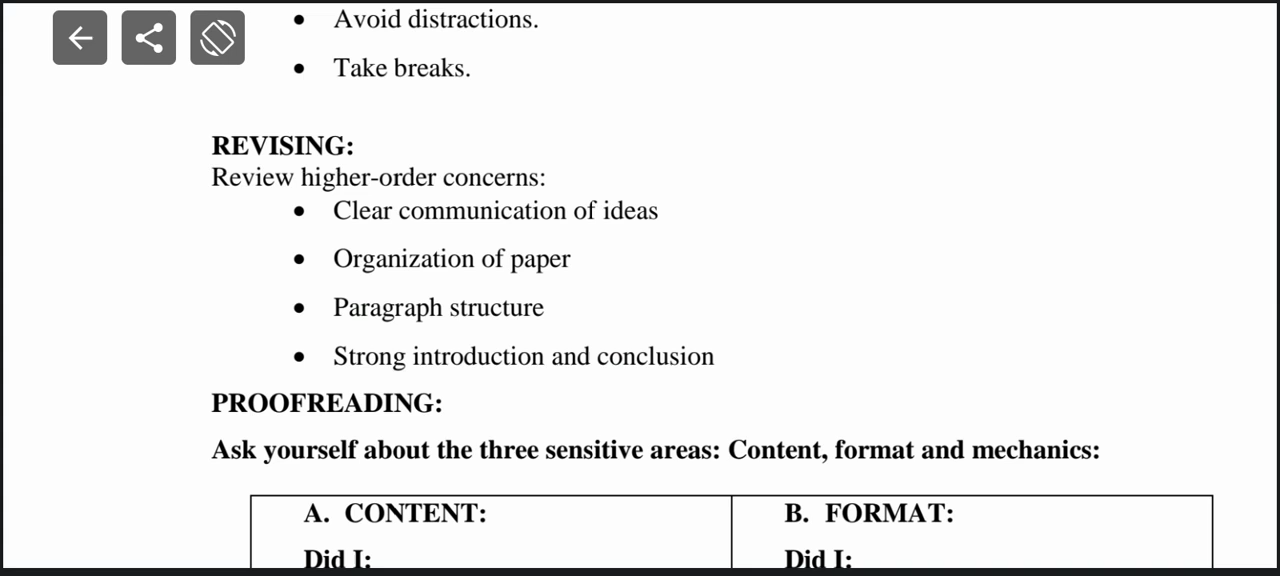 • Avoid distractions.
• Take breaks.
REVISING:
Review higher-order concerns:
• Clear communication of ideas
• Organization of paper
• Paragraph structure
• Strong introduction and conclusion
PROOFREADING:
Ask yourself about the three sensitive areas: Content, format and mechanics:
A. CONTENT:
Did I:
B. FORMAT:
Did I: